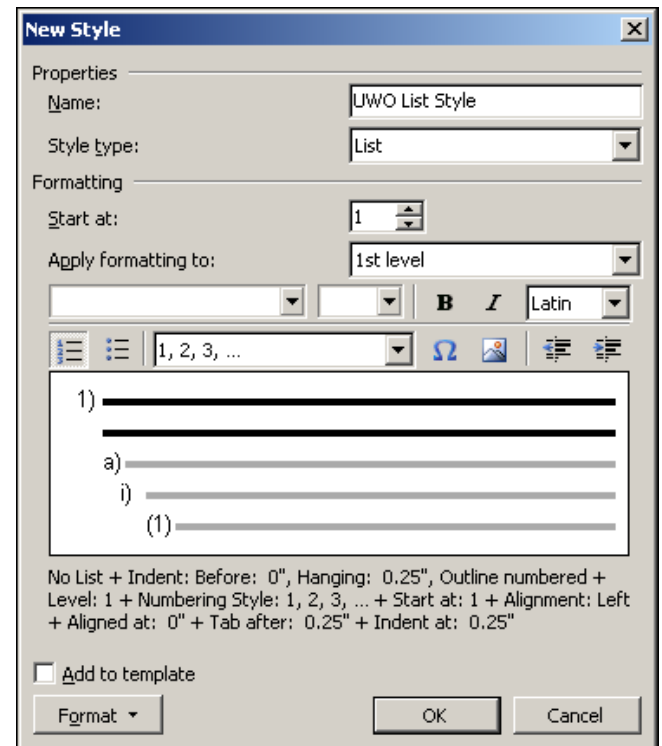 New Style
Properties
Name: UWO List Style
Style type: List
Formatting
Start at: 1
Apply formatting to: 1st level
B I Latin
1, 2, 3, ... Ω
1)
a)
i)
(1)
No List + Indent: Before:  0", Hanging:  0.25", Outline numbered +
Level: 1 + Numbering Style: 1, 2, 3, ... + Start at: 1 + Alignment: Left
+ Aligned at:  0" + Tab after:  0.25" + Indent at:  0.25"
Add to template
Format OK Cancel